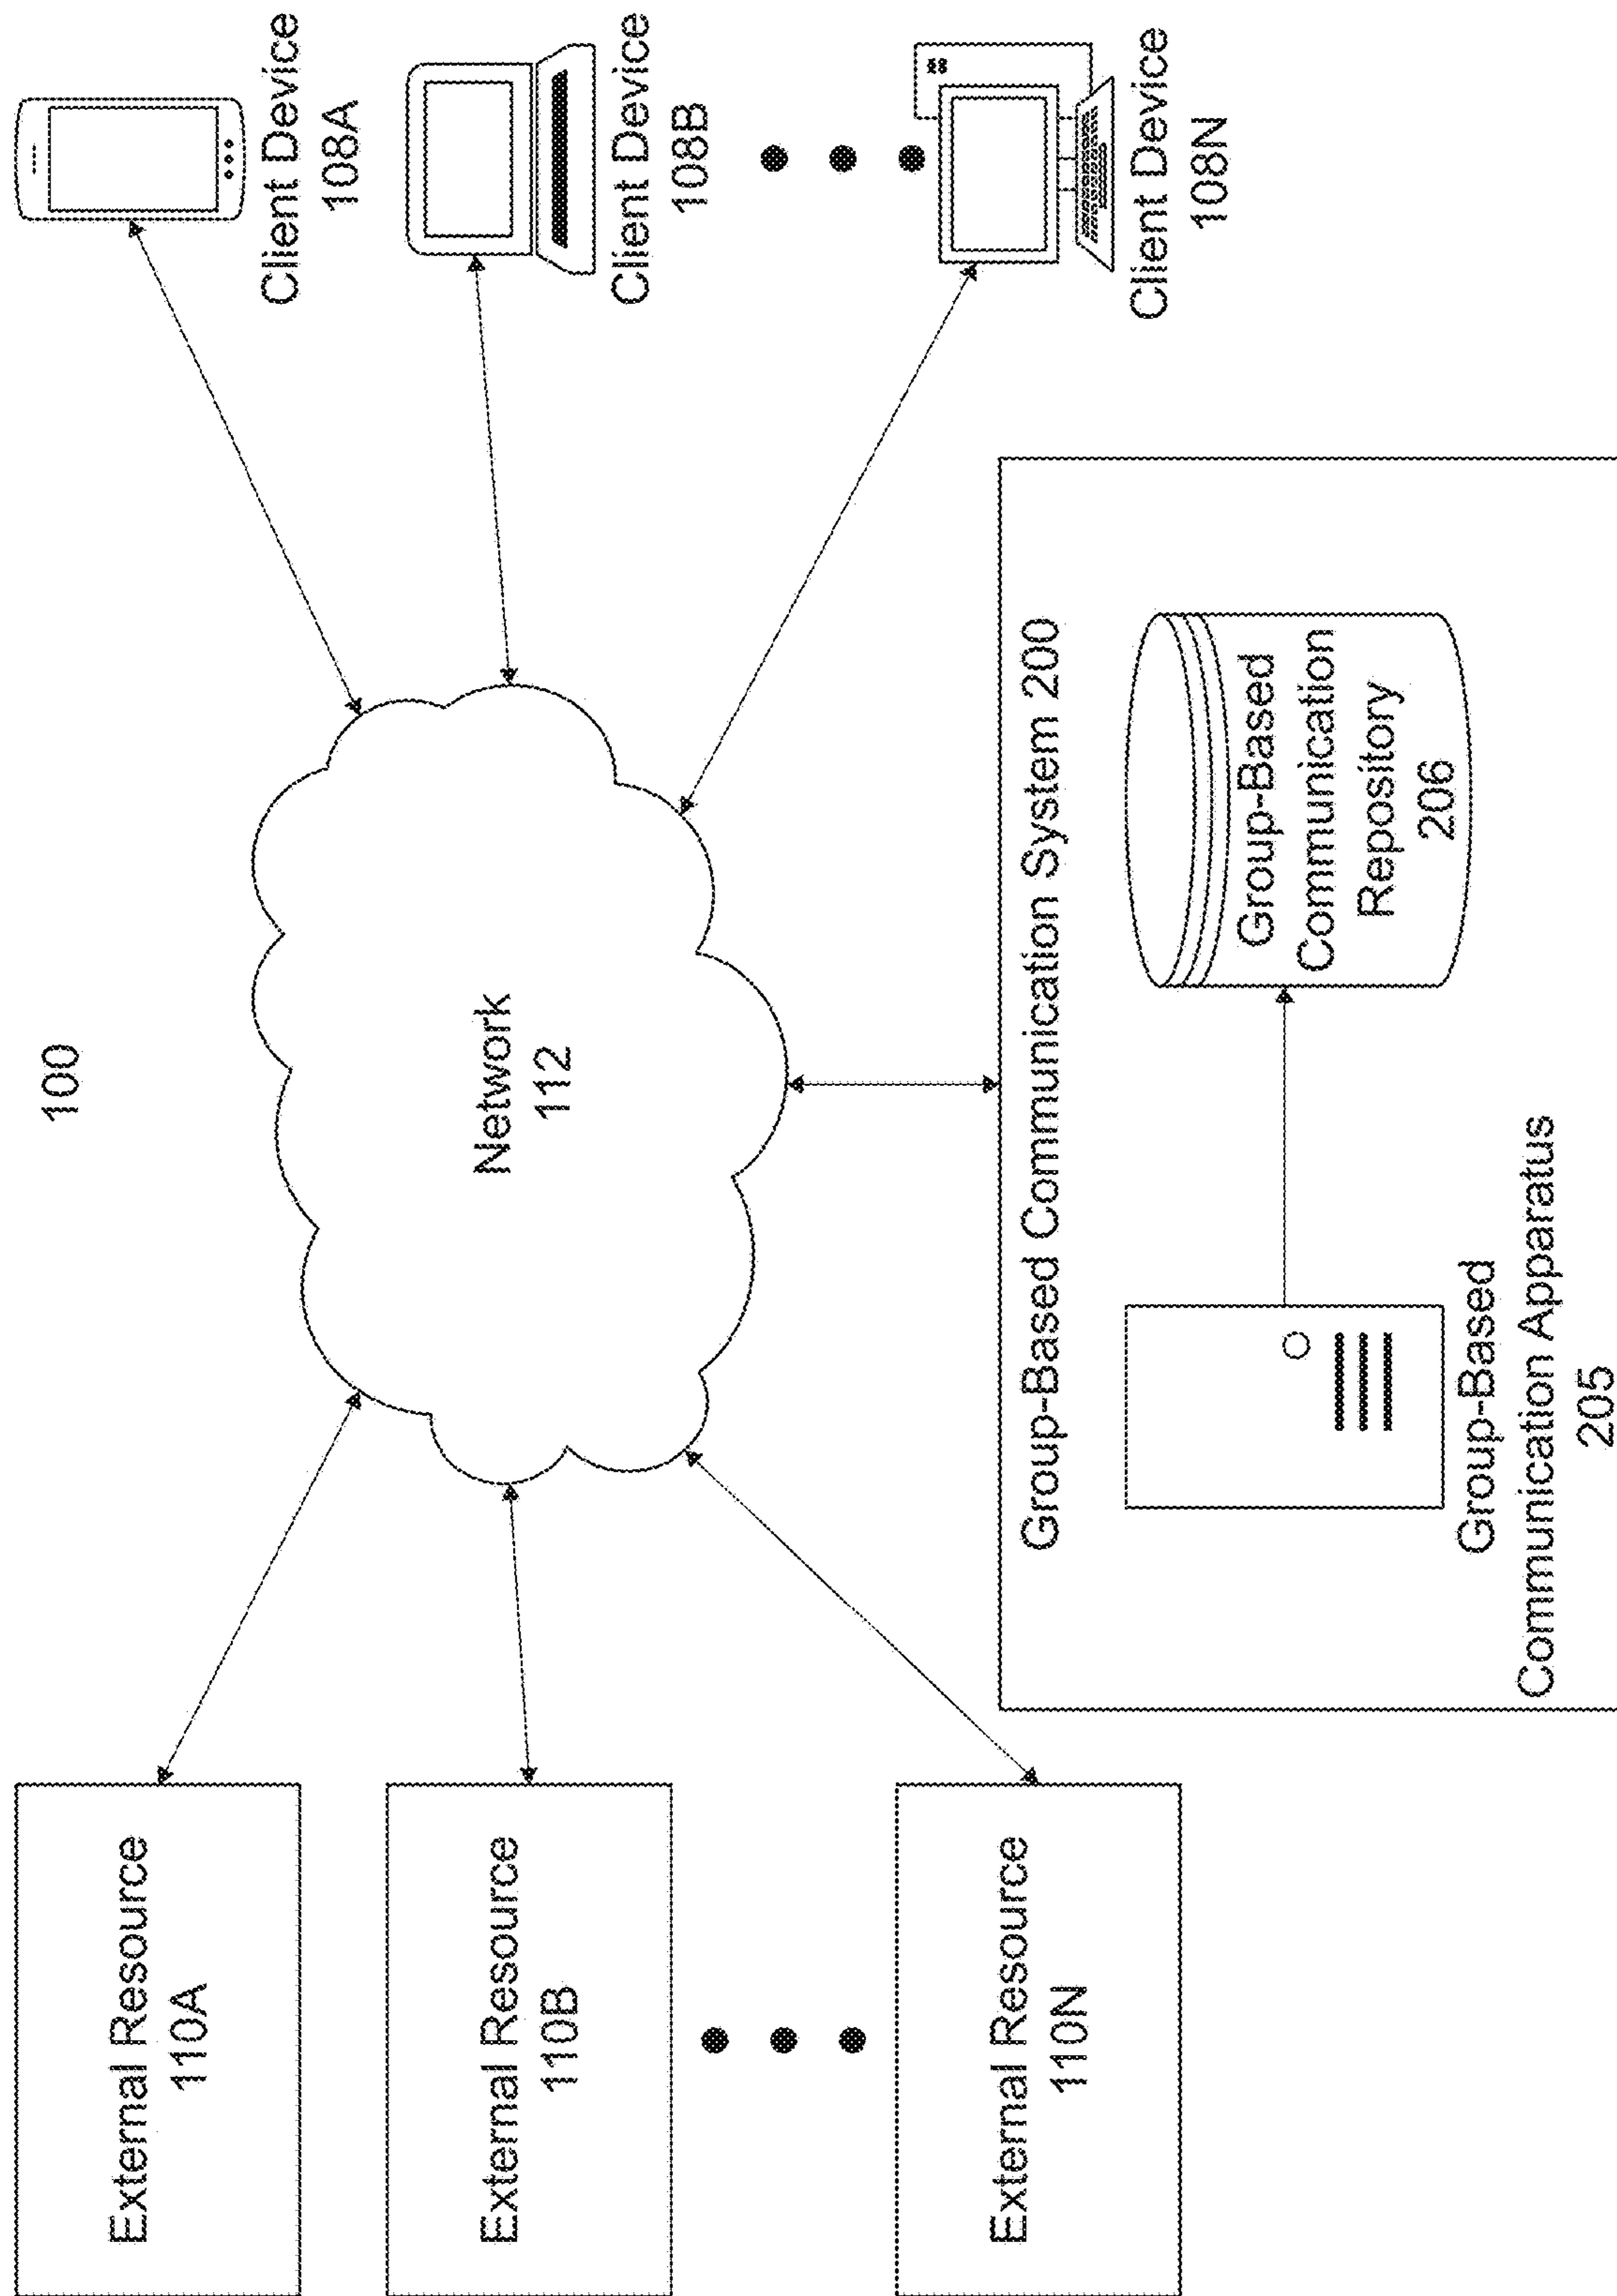 100
External Resource
110A
External Resource
110B
External Resource
110N
Network
112
Client Device
108A
Client Device
108B
Client Device
108N
Group-Based Communication System 200
Group-Based
Communication Apparatus
205
Group-Based
Communication
Repository
206